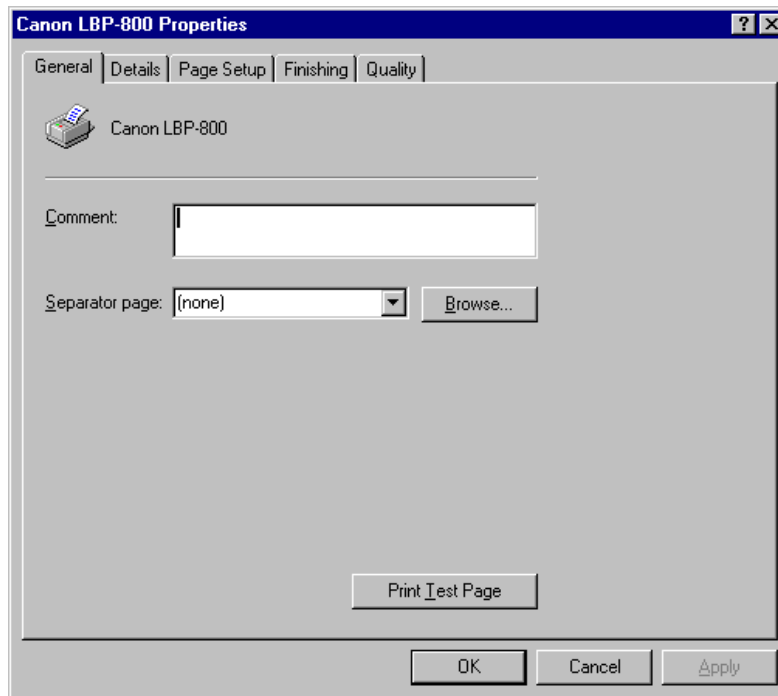 Canon LBP-800 Properties
General Details Page Setup Finishing Quality
Canon LBP-800
Comment:
Separator page: (none) Browse...
Print Test Page
OK Cancel Apply